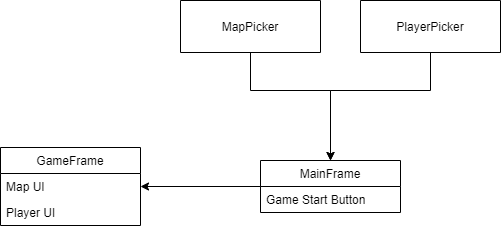 MapPicker
PlayerPicker
GameFrame
Map UI
Player UI
MainFrame
Game Start Button